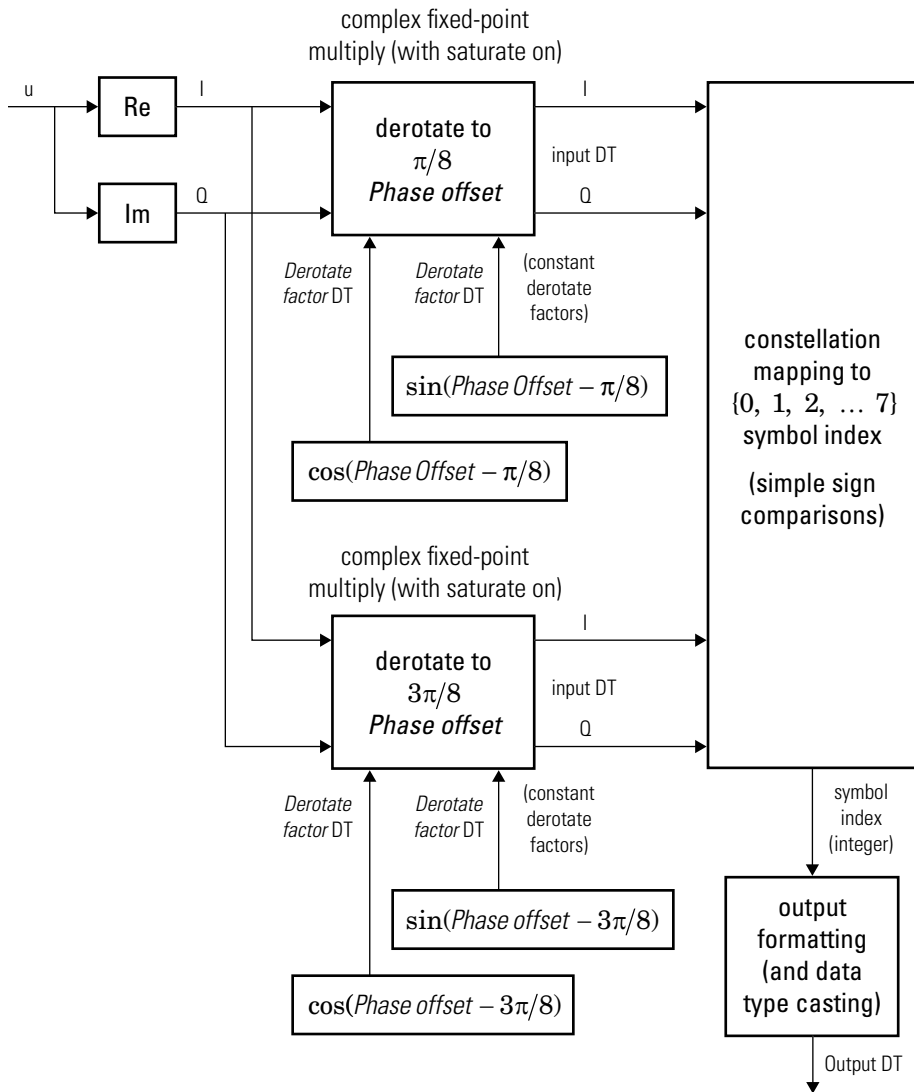 complex fixed-point
multiply (with saturate on)
u
Re
I
Im
Q
derotate to
π/8
Phase offset
I
input DT
Q
Derotate
factor DT
Derotate
factor DT
(constant
derotate
factors)
sin(Phase Offset − π/8)
cos(Phase Offset − π/8)
constellation
mapping to
{0, 1, 2, … 7}
symbol index
(simple sign
comparisons)
complex fixed-point
multiply (with saturate on)
derotate to
3π/8
Phase offset
I
input DT
Q
Derotate
factor DT
Derotate
factor DT
(constant
derotate
factors)
sin(Phase offset − 3π/8)
cos(Phase offset − 3π/8)
symbol
index
(integer)
output
formatting
(and data
type casting)
Output DT